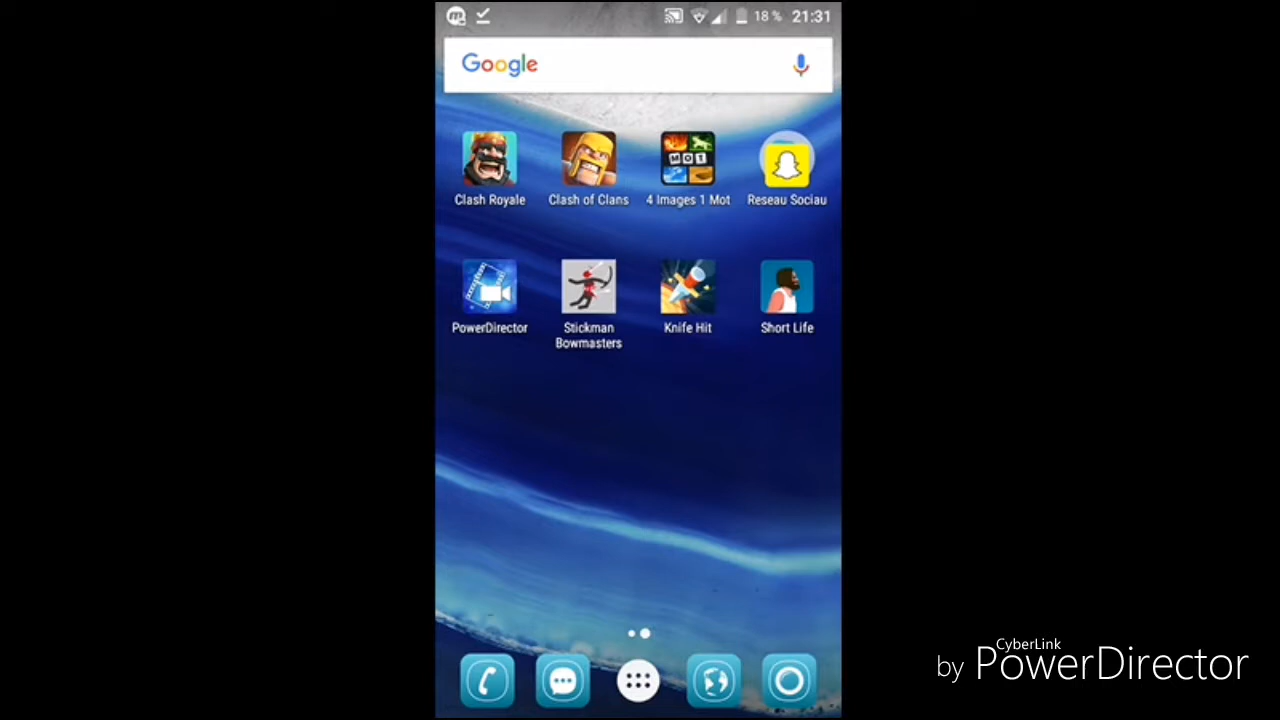 18 % 21:31
Google
MOT
Clash Royale Clash of Clans 4 Images 1 Mot Reseau Sociau
PowerDirector Stickman Bowmasters Knife Hit Short Life
CyberLink
by PowerDirector